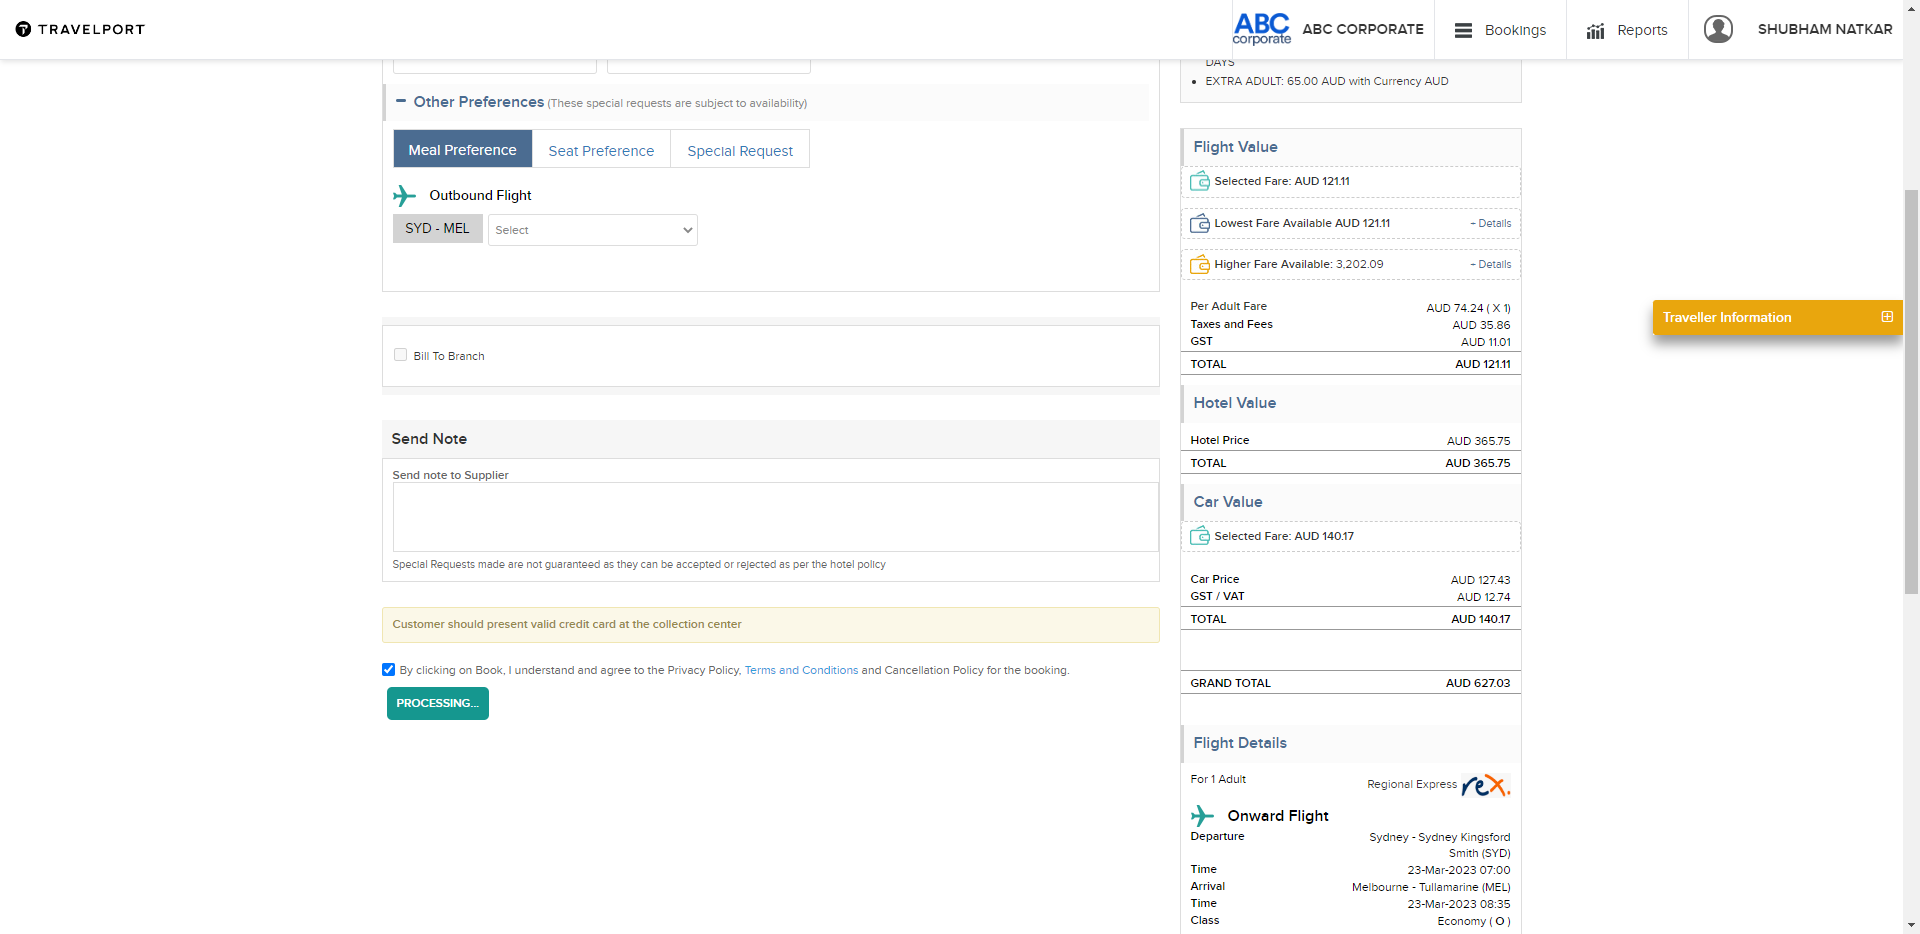 TRAVELPORT
ABC corporate
ABC CORPORATE
Bookings
Reports
SHUBHAM NATKAR
Other Preferences (These special requests are subject to availability)
Meal Preference
Seat Preference
Special Request
Outbound Flight
SYD - MEL
Select
Bill To Branch
Send Note
Send note to Supplier
Special Requests made are not guaranteed as they can be accepted or rejected as per the hotel policy
Customer should present valid credit card at the collection center
By clicking on Book, I understand and agree to the Privacy Policy, Terms and Conditions and Cancellation Policy for the booking.
PROCESSING...
DAYS
EXTRA ADULT: 65.00 AUD with Currency AUD
Flight Value
Selected Fare: AUD 121.11
Lowest Fare Available AUD 121.11 + Details
Higher Fare Available: 3,202.09 + Details
Per Adult Fare AUD 74.24 ( X 1)
Taxes and Fees AUD 35.86
GST AUD 11.01
TOTAL AUD 121.11
Hotel Value
Hotel Price AUD 365.75
TOTAL AUD 365.75
Car Value
Selected Fare: AUD 140.17
Car Price AUD 127.43
GST / VAT AUD 12.74
TOTAL AUD 140.17
GRAND TOTAL AUD 627.03
Flight Details
For 1 Adult Regional Express rex.
Onward Flight
Departure Sydney - Sydney Kingsford
Smith (SYD)
Time 23-Mar-2023 07:00
Arrival Melbourne - Tullamarine (MEL)
Time 23-Mar-2023 08:35
Class Economy ( O )
Traveller Information